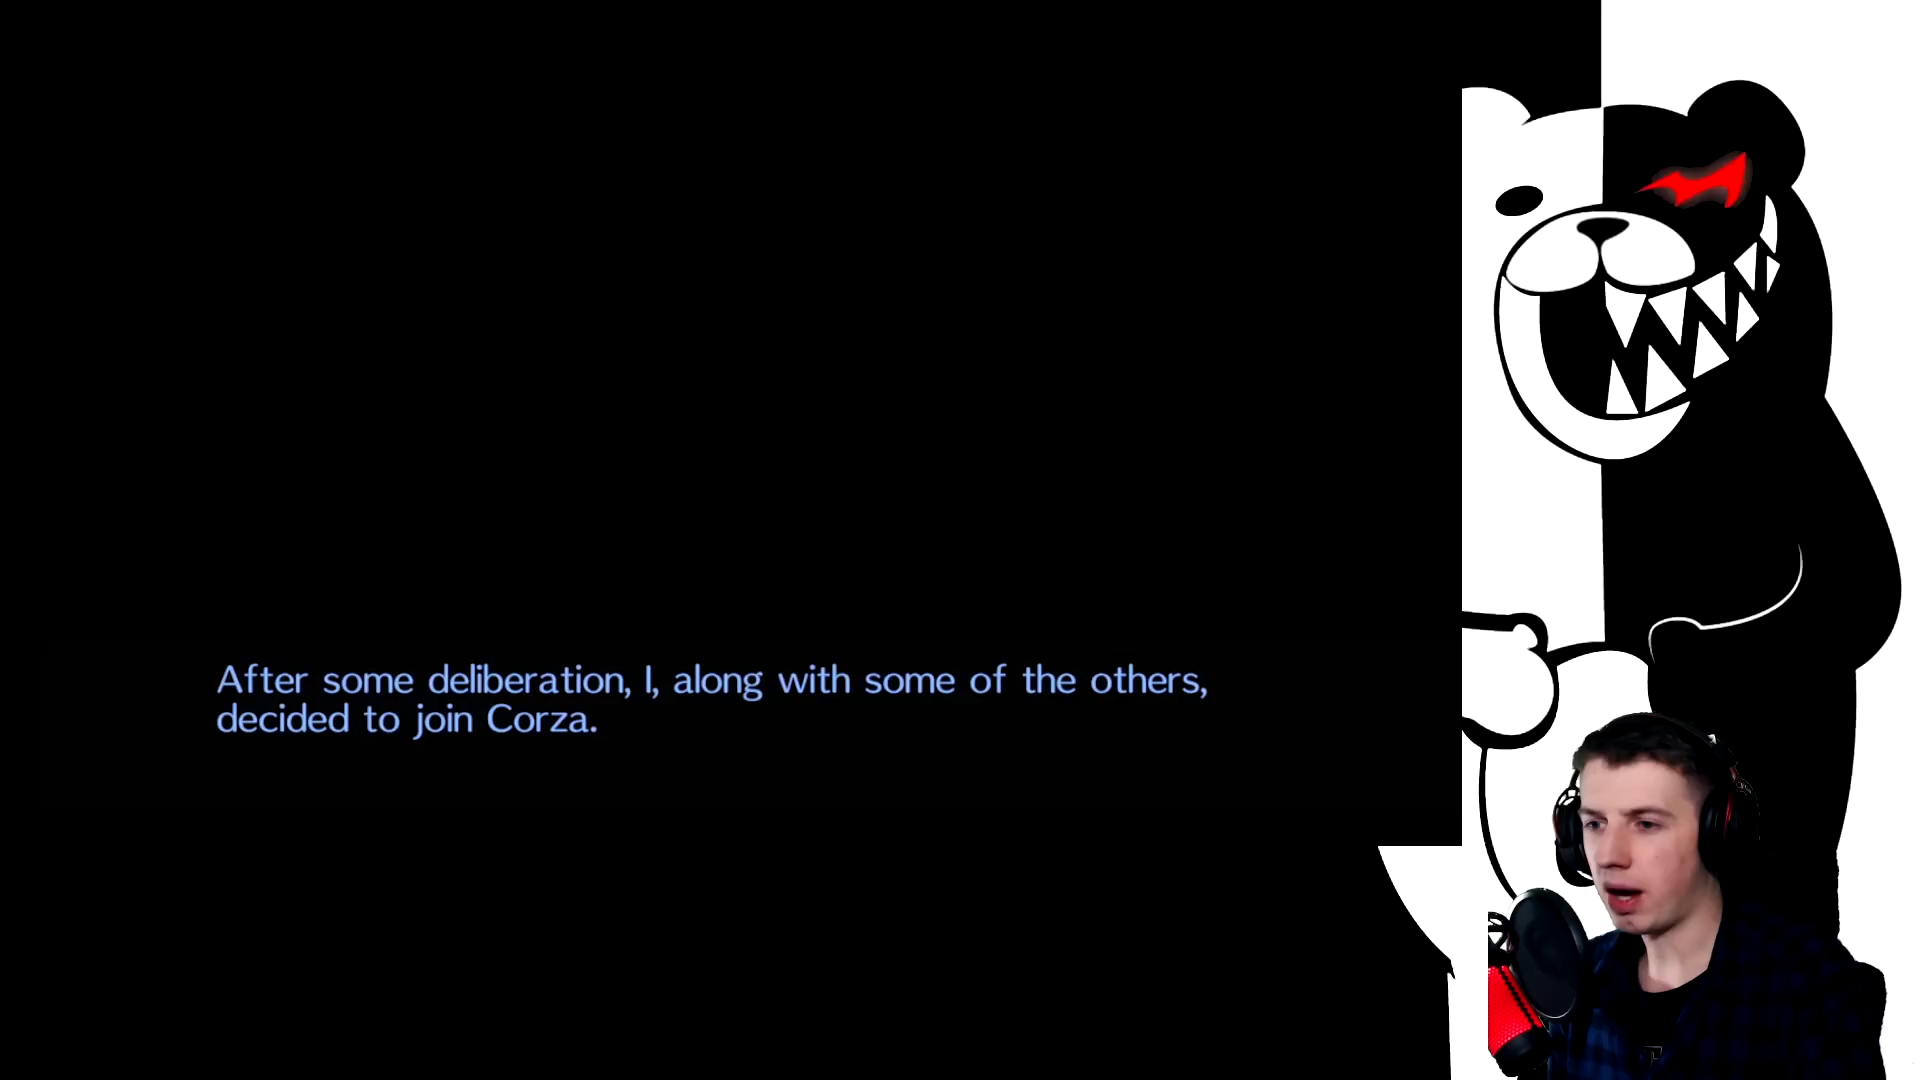 After some deliberation, I, along with some of the others,
decided to join Corza.